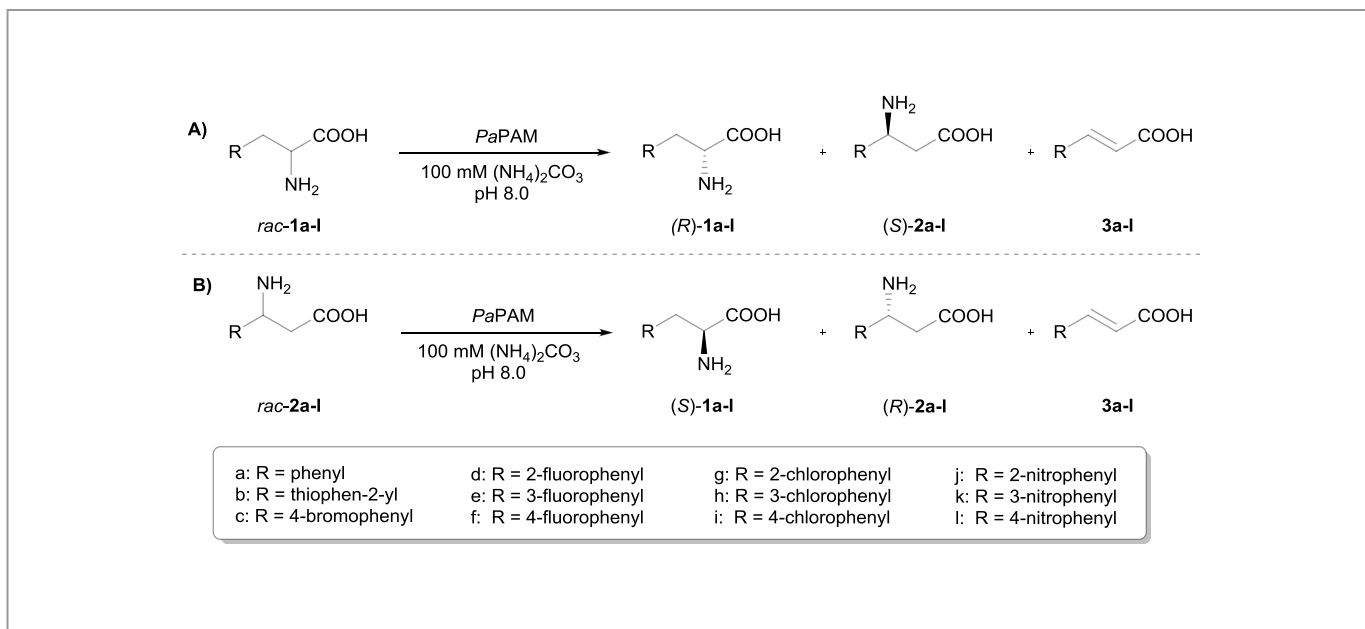 A)
R
COOH
NH2
PaPAM
100 mM (NH4)2CO3
pH 8.0
R
COOH
NH2
+
NH2
R
COOH
+
R
COOH
rac-1a-l
(R)-1a-l
(S)-2a-l
3a-l
B)
NH2
R
COOH
PaPAM
100 mM (NH4)2CO3
pH 8.0
R
COOH
NH2
+
NH2
R
COOH
+
R
COOH
rac-2a-l
(S)-1a-l
(R)-2a-l
3a-l
a: R = phenyl
b: R = thiophen-2-yl
c: R = 4-bromophenyl
d: R = 2-fluorophenyl
e: R = 3-fluorophenyl
f: R = 4-fluorophenyl
g: R = 2-chlorophenyl
h: R = 3-chlorophenyl
i: R = 4-chlorophenyl
j: R = 2-nitrophenyl
k: R = 3-nitrophenyl
l: R = 4-nitrophenyl